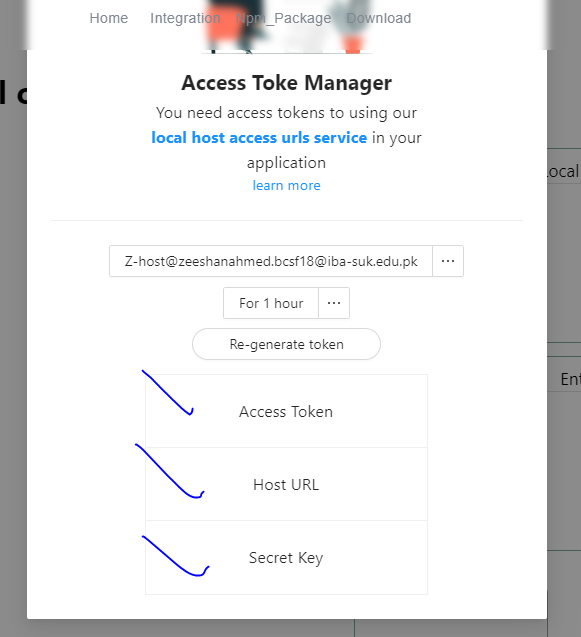 Home Integration Npm_Package Download
Access Toke Manager
You need access tokens to using our
local host access urls service in your
application
learn more
Z-host@zeeshanahmed.bcsf18@iba-suk.edu.pk ...
For 1 hour ...
Re-generate token
Access Token
Host URL
Secret Key